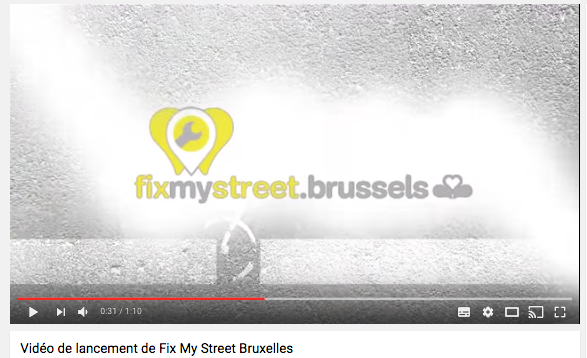 fixmystreet.brussels
0:31 / 1:10
Vidéo de lancement de Fix My Street Bruxelles